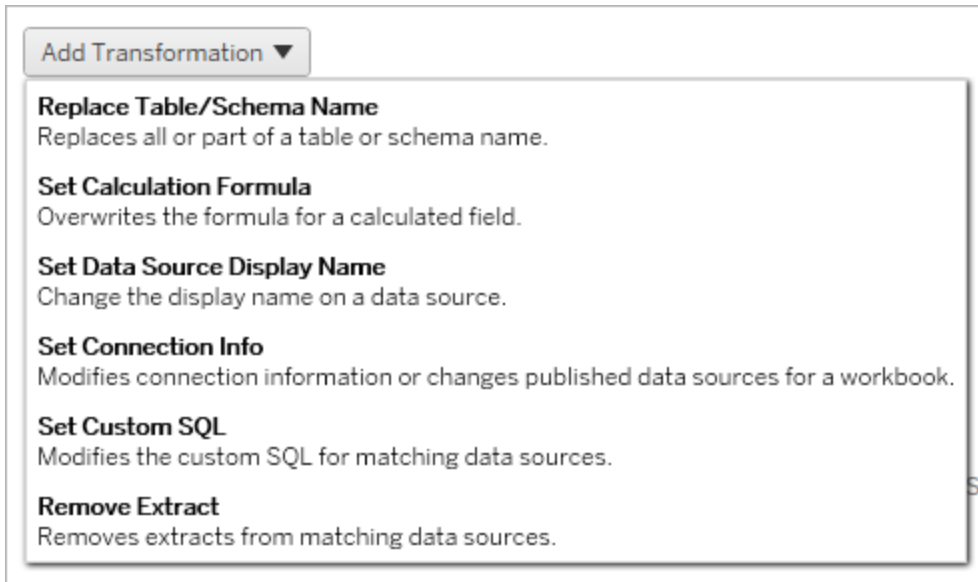 Add Transformation ▼
Replace Table/Schema Name
Replaces all or part of a table or schema name.
Set Calculation Formula
Overwrites the formula for a calculated field.
Set Data Source Display Name
Change the display name on a data source.
Set Connection Info
Modifies connection information or changes published data sources for a workbook.
Set Custom SQL
Modifies the custom SQL for matching data sources.
Remove Extract
Removes extracts from matching data sources.